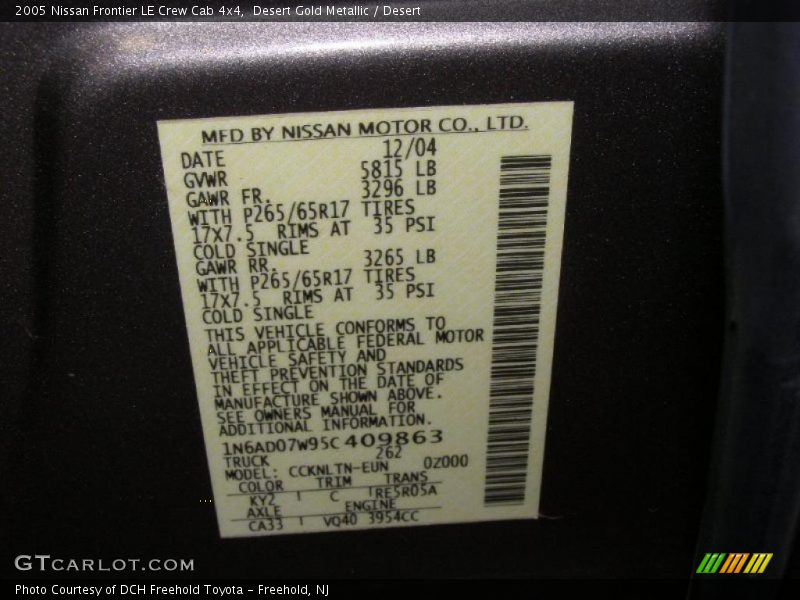 2005 Nissan Frontier LE Crew Cab 4x4, Desert Gold Metallic / Desert
MFD BY NISSAN MOTOR CO., LTD.
DATE 12/04
GVWR 5815 LB
GAWR FR. 3296 LB
WITH P265/65R17 TIRES
17X7.5 RIMS AT 35 PSI
COLD SINGLE
GAWR RR. 3265 LB
WITH P265/65R17 TIRES
17X7.5 RIMS AT 35 PSI
COLD SINGLE
THIS VEHICLE CONFORMS TO
ALL APPLICABLE FEDERAL MOTOR
VEHICLE SAFETY AND
THEFT PREVENTION STANDARDS
IN EFFECT ON THE DATE OF
MANUFACTURE SHOWN ABOVE.
SEE OWNERS MANUAL FOR
ADDITIONAL INFORMATION.
1N6AD07W95C409863
TRUCK 262
MODEL: CCKNLTN-EUN 0Z000
COLOR TRIM TRANS
KY2 C RE5R05A
AXLE ENGINE
CA33 VQ40 3954CC
GTCARLOT.COM
Photo Courtesy of DCH Freehold Toyota - Freehold, NJ